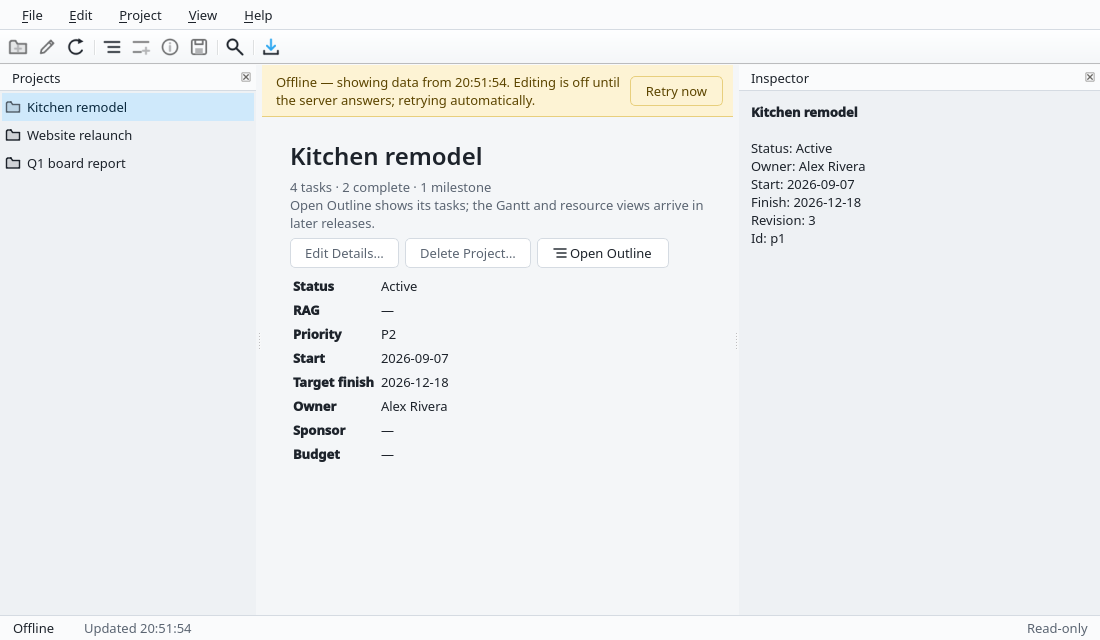 File Edit Project View Help
Projects
Kitchen remodel
Website relaunch
Q1 board report
Offline — showing data from 20:51:54. Editing is off until
the server answers; retrying automatically.
Retry now
Kitchen remodel
4 tasks · 2 complete · 1 milestone
Open Outline shows its tasks; the Gantt and resource views arrive in
later releases.
Edit Details... Delete Project... Open Outline
Status Active
RAG —
Priority P2
Start 2026-09-07
Target finish 2026-12-18
Owner Alex Rivera
Sponsor —
Budget —
Inspector
Kitchen remodel
Status: Active
Owner: Alex Rivera
Start: 2026-09-07
Finish: 2026-12-18
Revision: 3
Id: p1
Offline Updated 20:51:54 Read-only